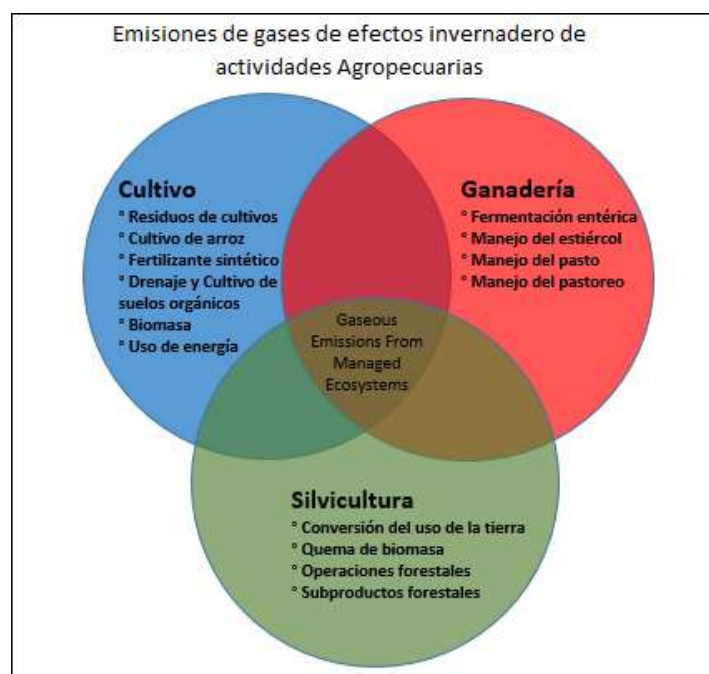 Emisiones de gases de efectos invernadero de
actividades Agropecuarias
Cultivo
° Residuos de cultivos
° Cultivo de arroz
° Fertilizante sintético
° Drenaje y Cultivo de
suelos orgánicos
° Biomasa
° Uso de energía
Ganadería
° Fermentación entérica
° Manejo del estiércol
° Manejo del pasto
° Manejo del pastoreo
Gaseous
Emissions From
Managed
Ecosystems
Silvicultura
° Conversión del uso de la tierra
° Quema de biomasa
° Operaciones forestales
° Subproductos forestales